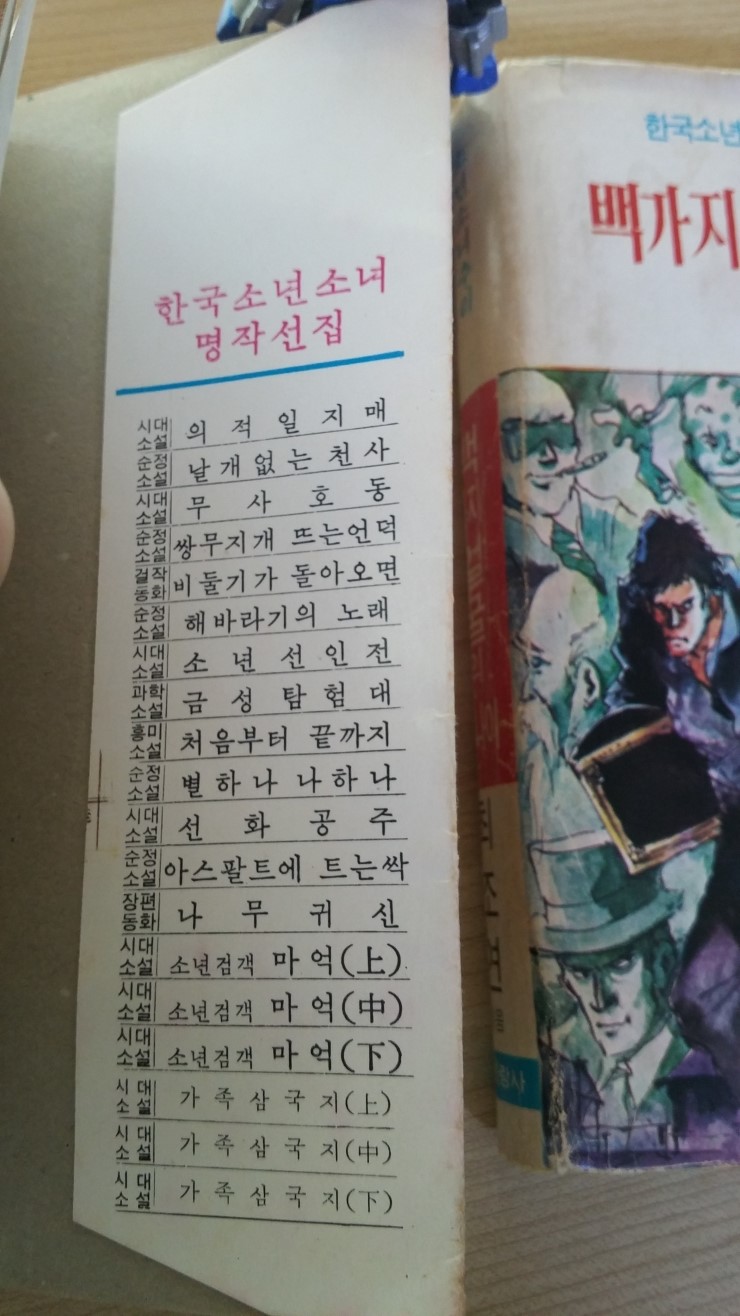 한국소년소녀
명작선집
시대소설 의적일지매
순정소설 날개없는천사
시대소설 무사호동
순정소설 쌍무지개 뜨는언덕
걸작동화 비둘기가 돌아오면
순정소설 해바라기의 노래
시대소설 소년선인전
과학소설 금성탐험대
흥미소설 처음부터 끝까지
순정소설 별하나 나하나
시대소설 선화공주
순정소설 아스팔트에 트는싹
장편동화 나무귀신
시대소설 소년검객 마억(上)
시대소설 소년검객 마억(中)
시대소설 소년검객 마억(下)
시대소설 가족삼국지(上)
시대소설 가족삼국지(中)
시대소설 가족삼국지(下)
한국소년
백가지